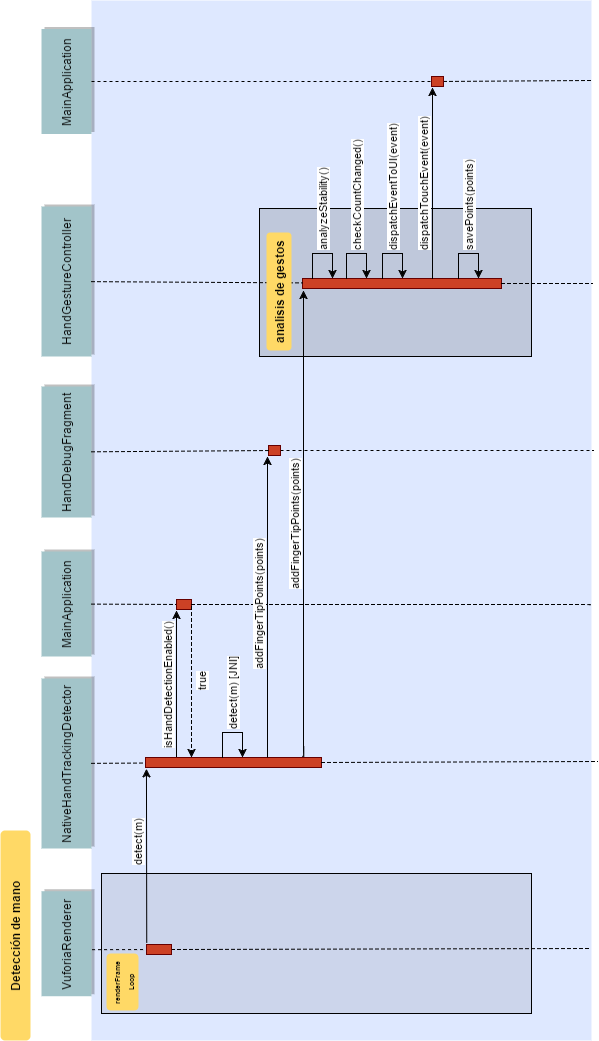 Detección de mano
VuforiaRenderer
NativeHandTrackingDetector
MainApplication
HandDebugFragment
HandGestureController
MainApplication
renderFrame
Loop
detect(m)
isHandDetectionEnabled()
true
detect(m) [JNI]
addFingerTipPoints(points)
addFingerTipPoints(points)
analisis de gestos
analyzeStability()
checkCountChanged()
dispatchEventToUI(event)
dispatchTouchEvent(event)
savePoints(points)